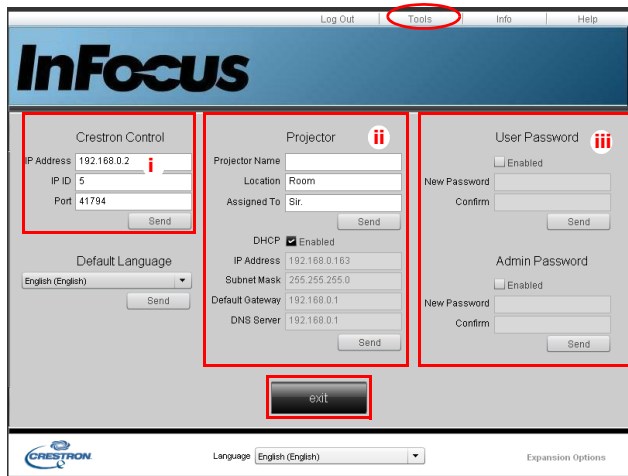 Log Out Tools Info Help
InFocus
Crestron Control
IP Address 192.168.0.2
i
IP ID 5
Port 41794
Send
Default Language
English (English)
Send
Projector
ii
Projector Name
Location Room
Assigned To Sir.
Send
DHCP Enabled
IP Address 192.168.0.163
Subnet Mask 255.255.255.0
Default Gateway 192.168.0.1
DNS Server 192.168.0.1
Send
User Password
iii
Enabled
New Password
Confirm
Send
Admin Password
Enabled
New Password
Confirm
Send
exit
CRESTRON.
Language English (English)
Expansion Options